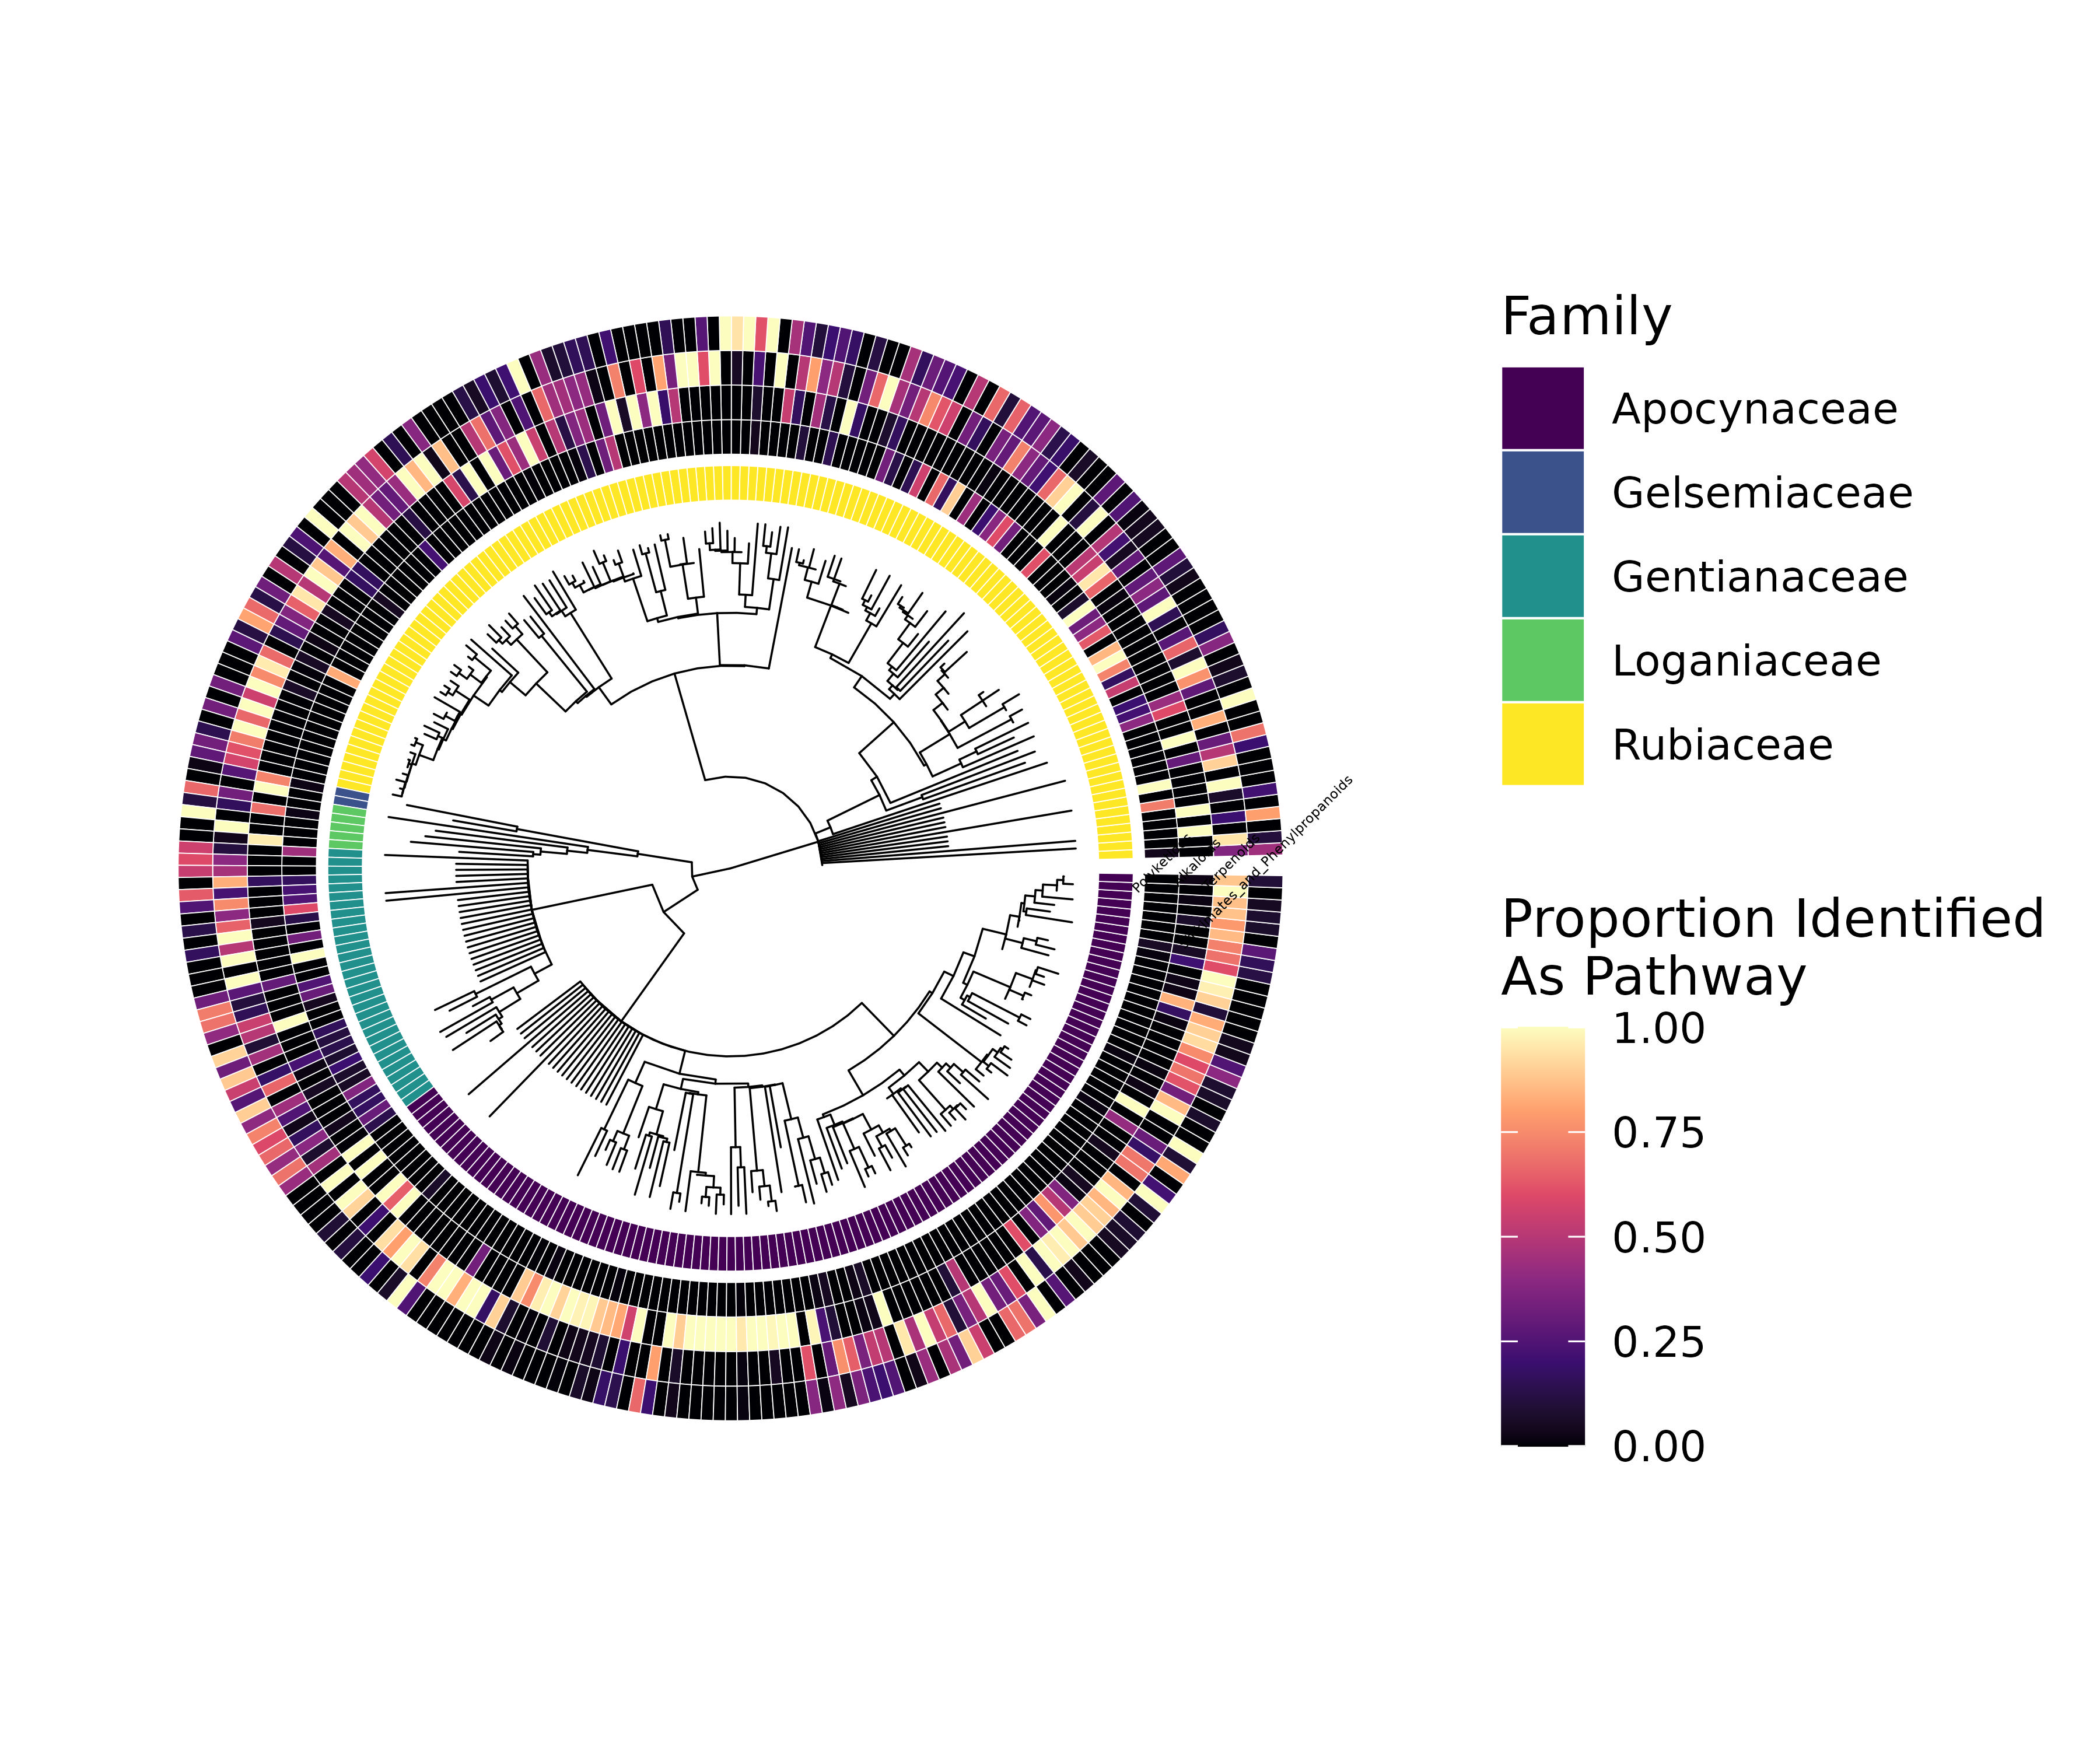 Family
Apocynaceae
Gelsemiaceae
Gentianaceae
Loganiaceae
Rubiaceae
Proportion Identified
As Pathway
1.00
0.75
0.50
0.25
0.00